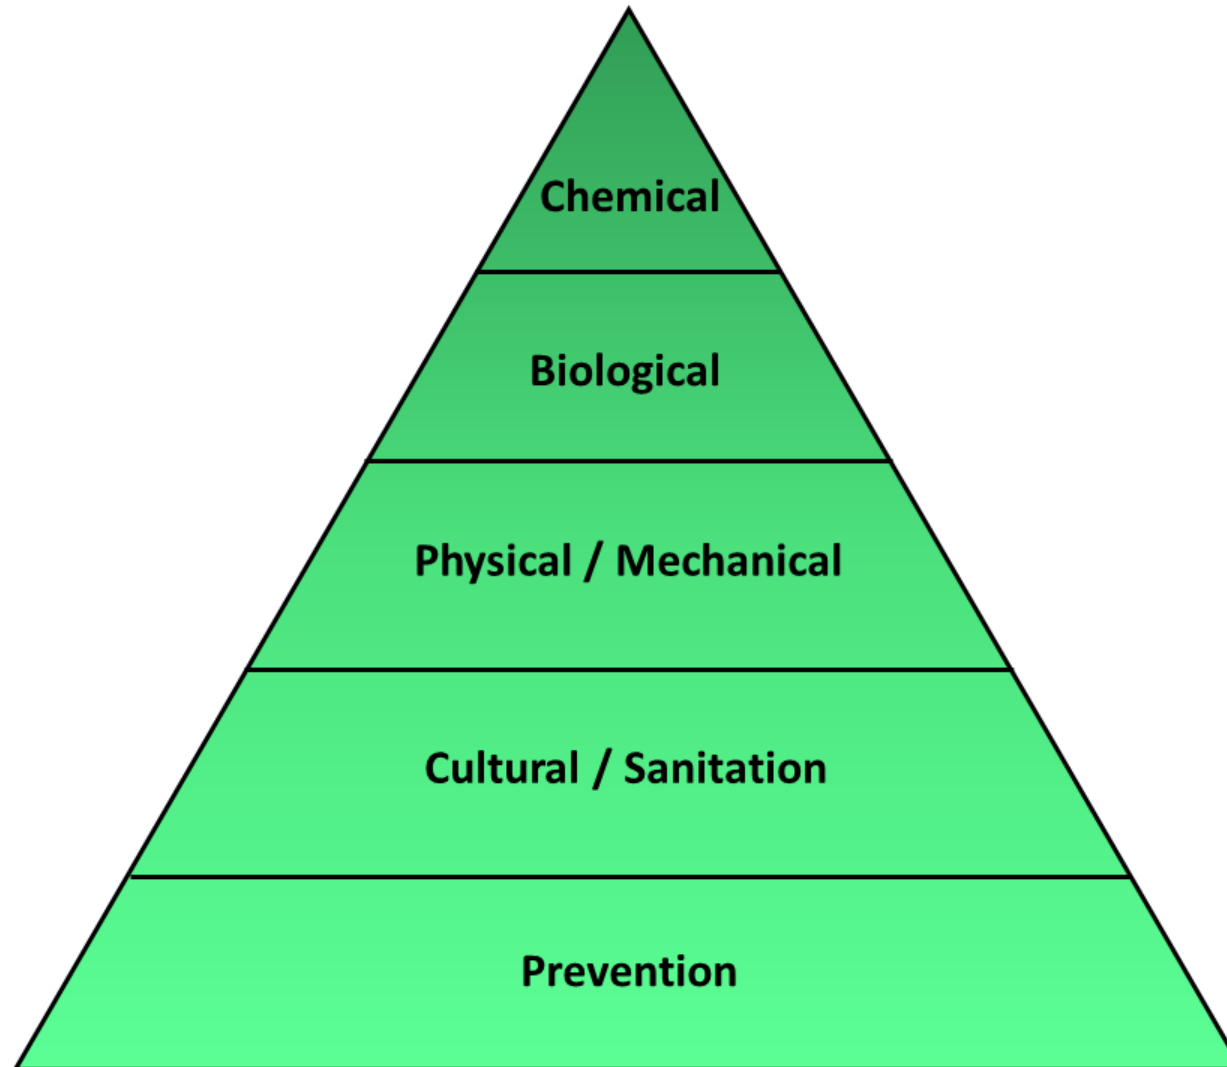 Chemical
Biological
Physical / Mechanical
Cultural / Sanitation
Prevention